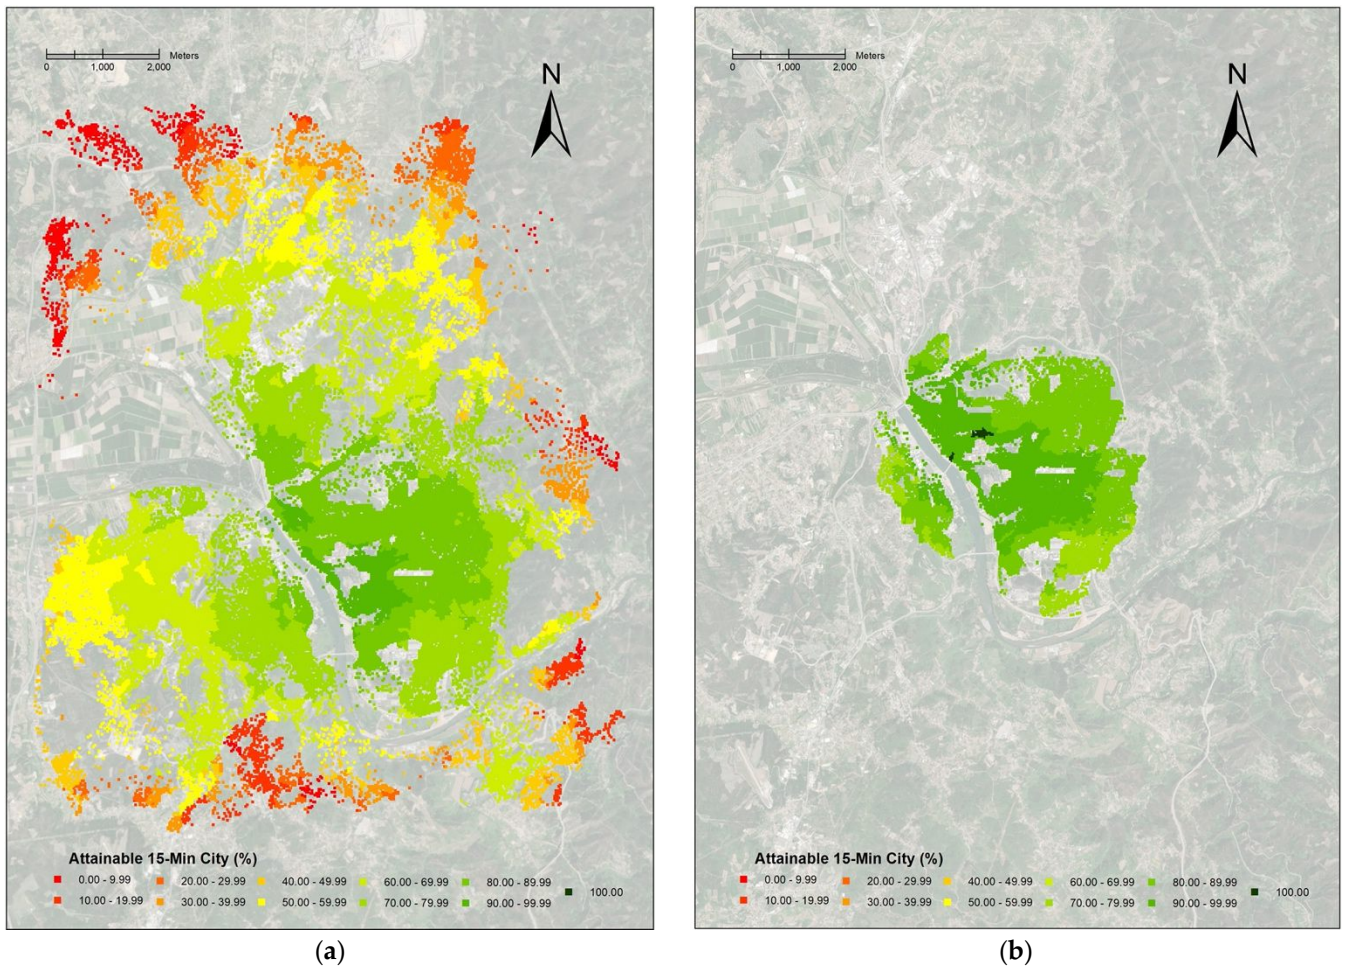 Meters
0 1,000 2,000
N
Attainable 15-Min City (%)
0.00 - 9.99 20.00 - 29.99 40.00 - 49.99 60.00 - 69.99 80.00 - 89.99 100.00
10.00 - 19.99 30.00 - 39.99 50.00 - 59.99 70.00 - 79.99 90.00 - 99.99
(a)
Meters
0 1,000 2,000
N
Attainable 15-Min City (%)
0.00 - 9.99 20.00 - 29.99 40.00 - 49.99 60.00 - 69.99 80.00 - 89.99 100.00
10.00 - 19.99 30.00 - 39.99 50.00 - 59.99 70.00 - 79.99 90.00 - 99.99
(b)